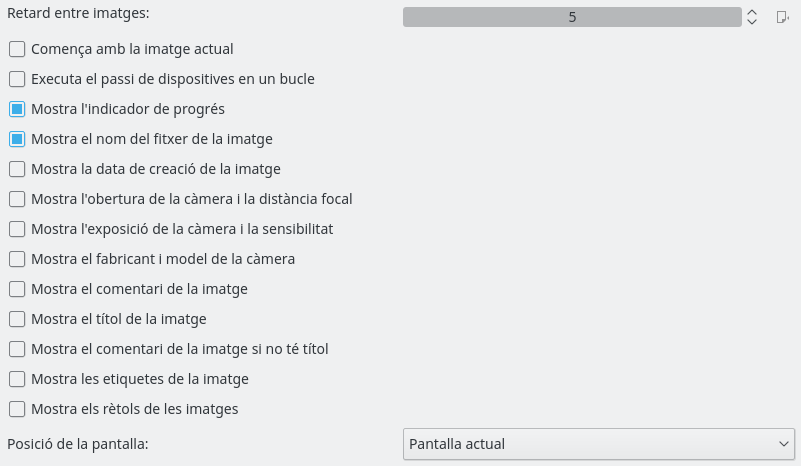 Retard entre imatges:
5
Comença amb la imatge actual
Executa el passi de dispositives en un bucle
Mostra l'indicador de progrés
Mostra el nom del fitxer de la imatge
Mostra la data de creació de la imatge
Mostra l'obertura de la càmera i la distància focal
Mostra l'exposició de la càmera i la sensibilitat
Mostra el fabricant i model de la càmera
Mostra el comentari de la imatge
Mostra el títol de la imatge
Mostra el comentari de la imatge si no té títol
Mostra les etiquetes de la imatge
Mostra els rètols de les imatges
Posició de la pantalla:
Pantalla actual